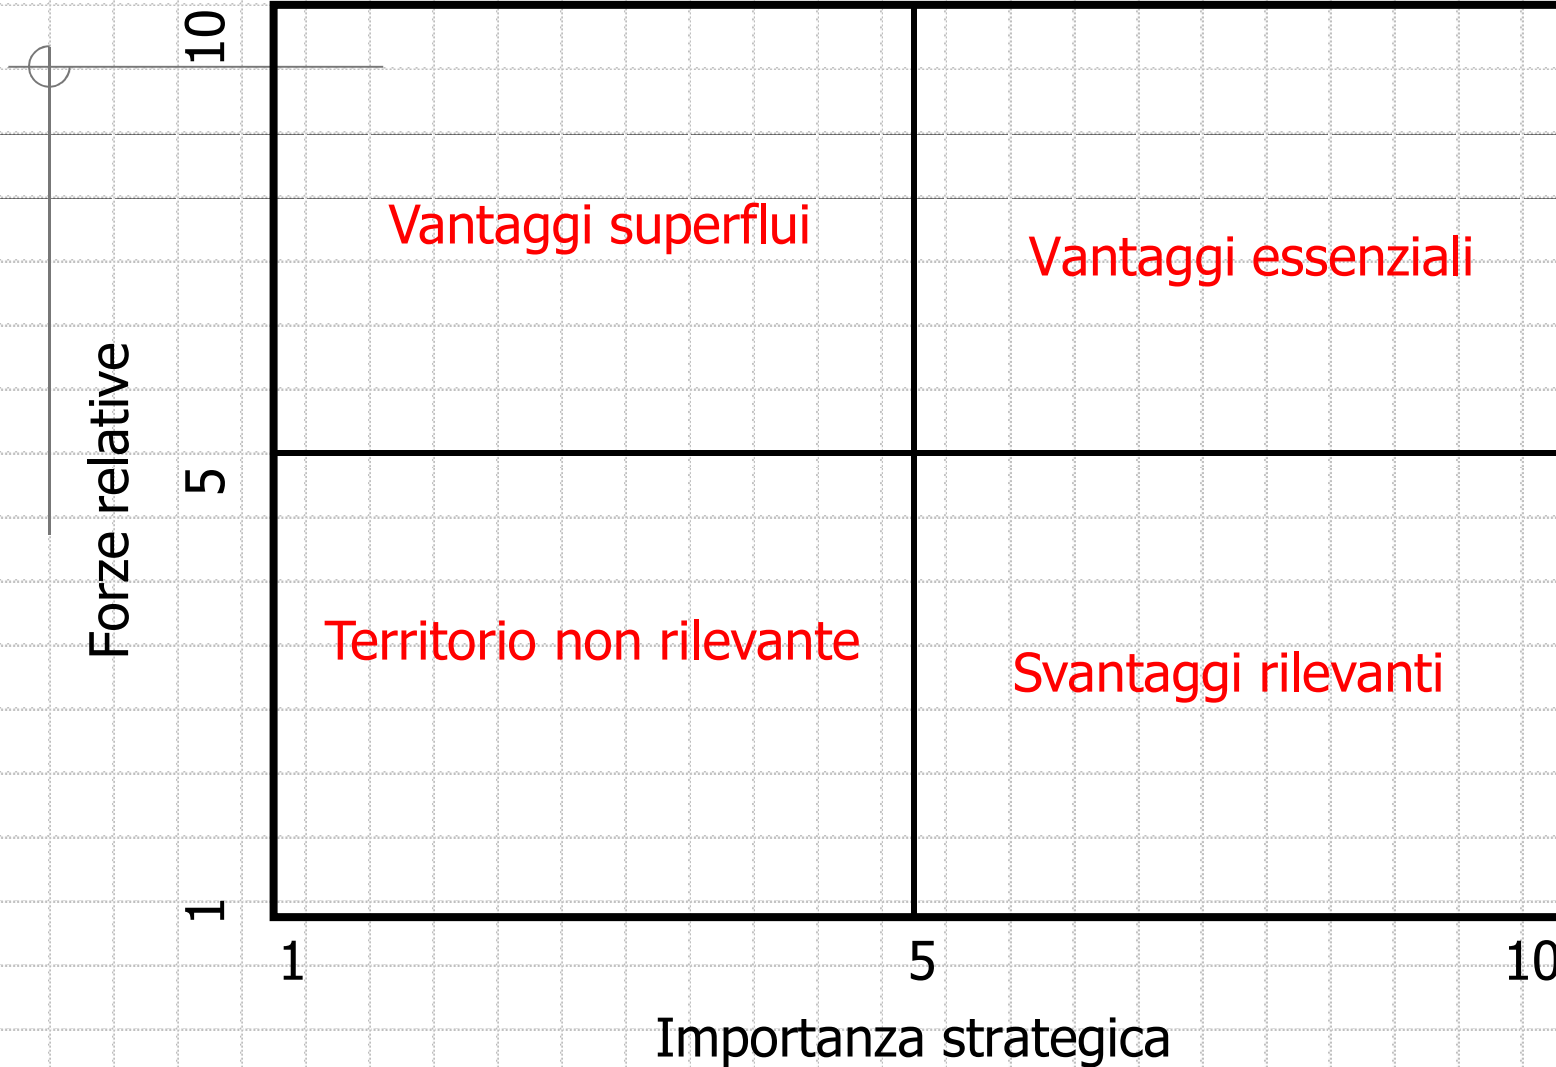 10
Vantaggi superflui
Vantaggi essenziali
Forze relative
5
Territorio non rilevante
Svantaggi rilevanti
1
1 5 10
Importanza strategica